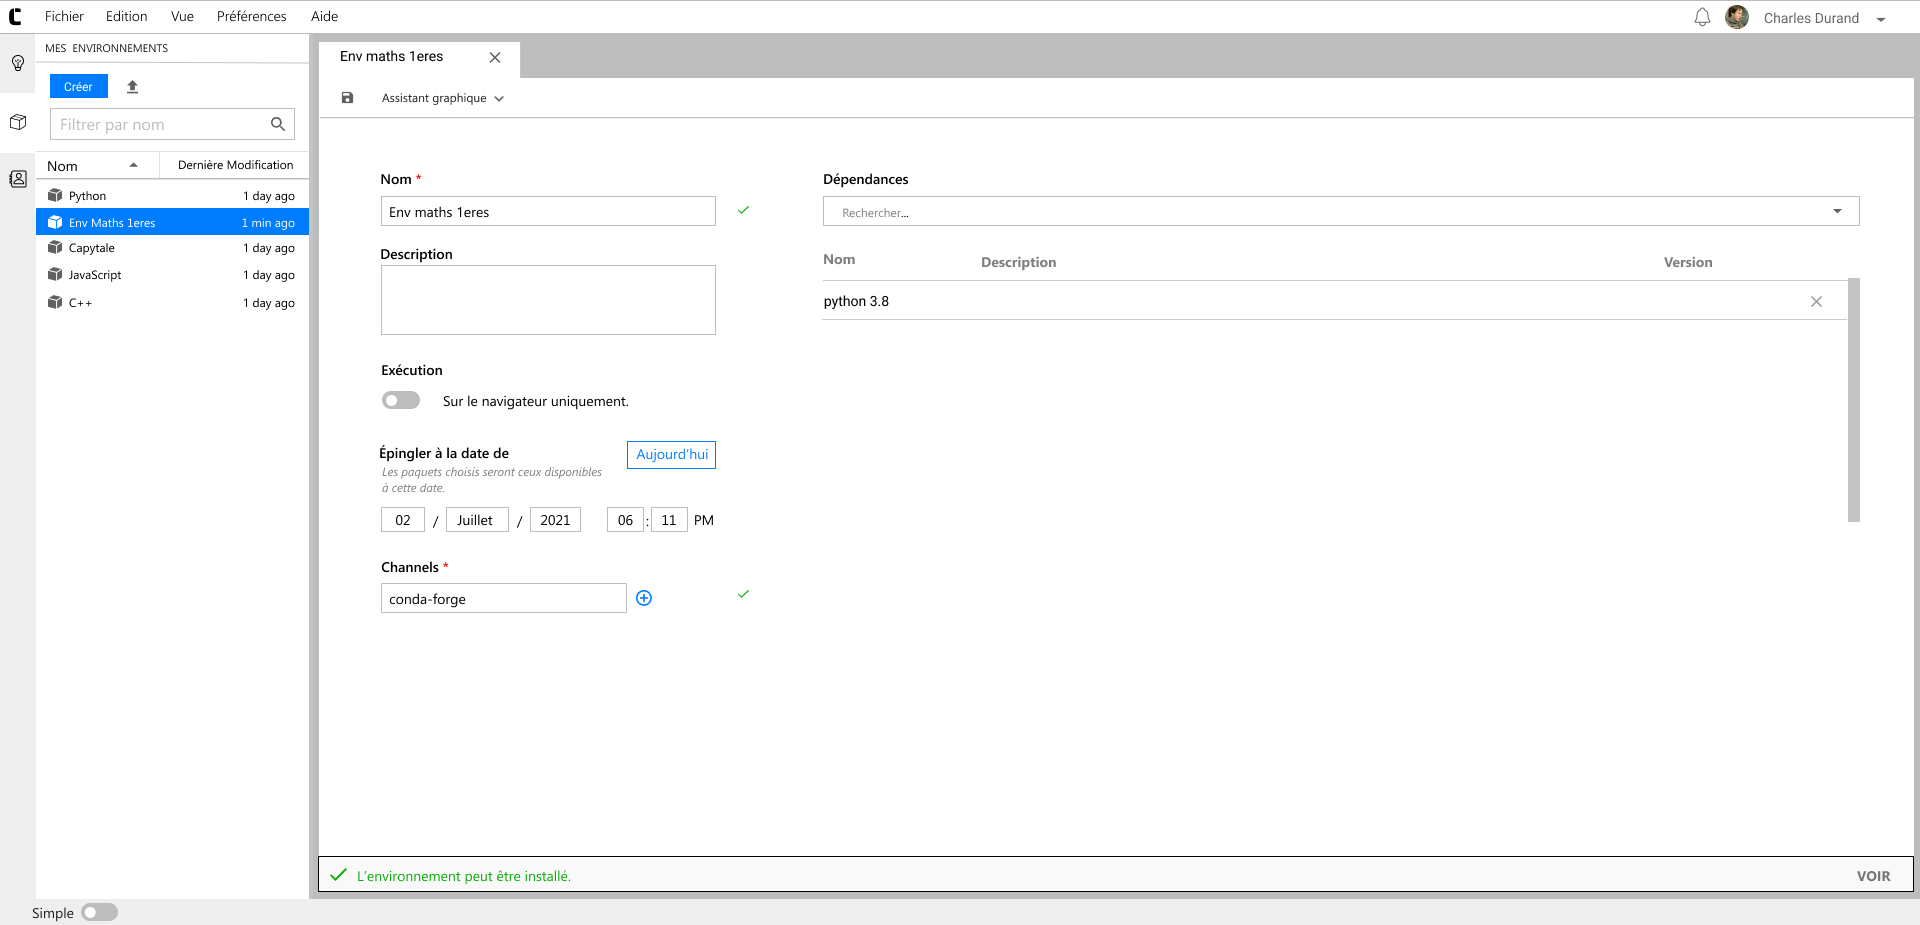 Fichier Edition Vue Préférences Aide
Charles Durand
MES ENVIRONNEMENTS
Créer
Filtrer par nom
Nom Dernière Modification
Python 1 day ago
Env Maths 1eres 1 min ago
Capytale 1 day ago
JavaScript 1 day ago
C++ 1 day ago
Env maths 1eres
Assistant graphique
Nom *
Env maths 1eres
Description
Exécution
Sur le navigateur uniquement.
Épingler à la date de
Aujourd'hui
Les paquets choisis seront ceux disponibles
à cette date.
02 / Juillet / 2021 06 : 11 PM
Channels *
conda-forge
Dépendances
Rechercher...
Nom Description Version
python 3.8
L'environnement peut être installé.
VOIR
Simple